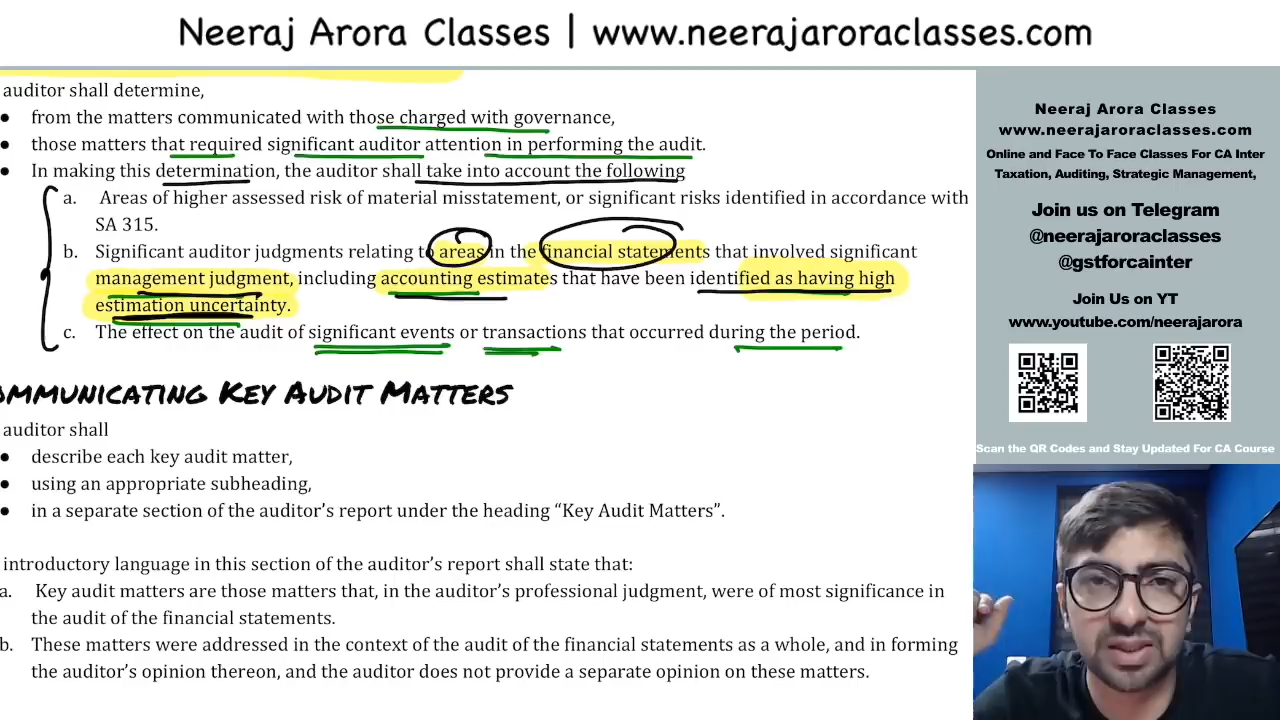 Neeraj Arora Classes | www.neerajaroraclasses.com
auditor shall determine,
● from the matters communicated with those charged with governance,
● those matters that required significant auditor attention in performing the audit.
● In making this determination, the auditor shall take into account the following
a. Areas of higher assessed risk of material misstatement, or significant risks identified in accordance with
SA 315.
b. Significant auditor judgments relating to areas in the financial statements that involved significant
management judgment, including accounting estimates that have been identified as having high
estimation uncertainty.
c. The effect on the audit of significant events or transactions that occurred during the period.
OMMUNICATING KEY AUDIT MATTERS
auditor shall
● describe each key audit matter,
● using an appropriate subheading,
● in a separate section of the auditor’s report under the heading “Key Audit Matters”.
introductory language in this section of the auditor’s report shall state that:
a. Key audit matters are those matters that, in the auditor’s professional judgment, were of most significance in
the audit of the financial statements.
b. These matters were addressed in the context of the audit of the financial statements as a whole, and in forming
the auditor’s opinion thereon, and the auditor does not provide a separate opinion on these matters.
Neeraj Arora Classes
www.neerajaroraclasses.com
Online and Face To Face Classes For CA Inter
Taxation, Auditing, Strategic Management,
Join us on Telegram
@neerajaroraclasses
@gstforcainter
Join Us on YT
www.youtube.com/neerajarora
Scan the QR Codes and Stay Updated For CA Course